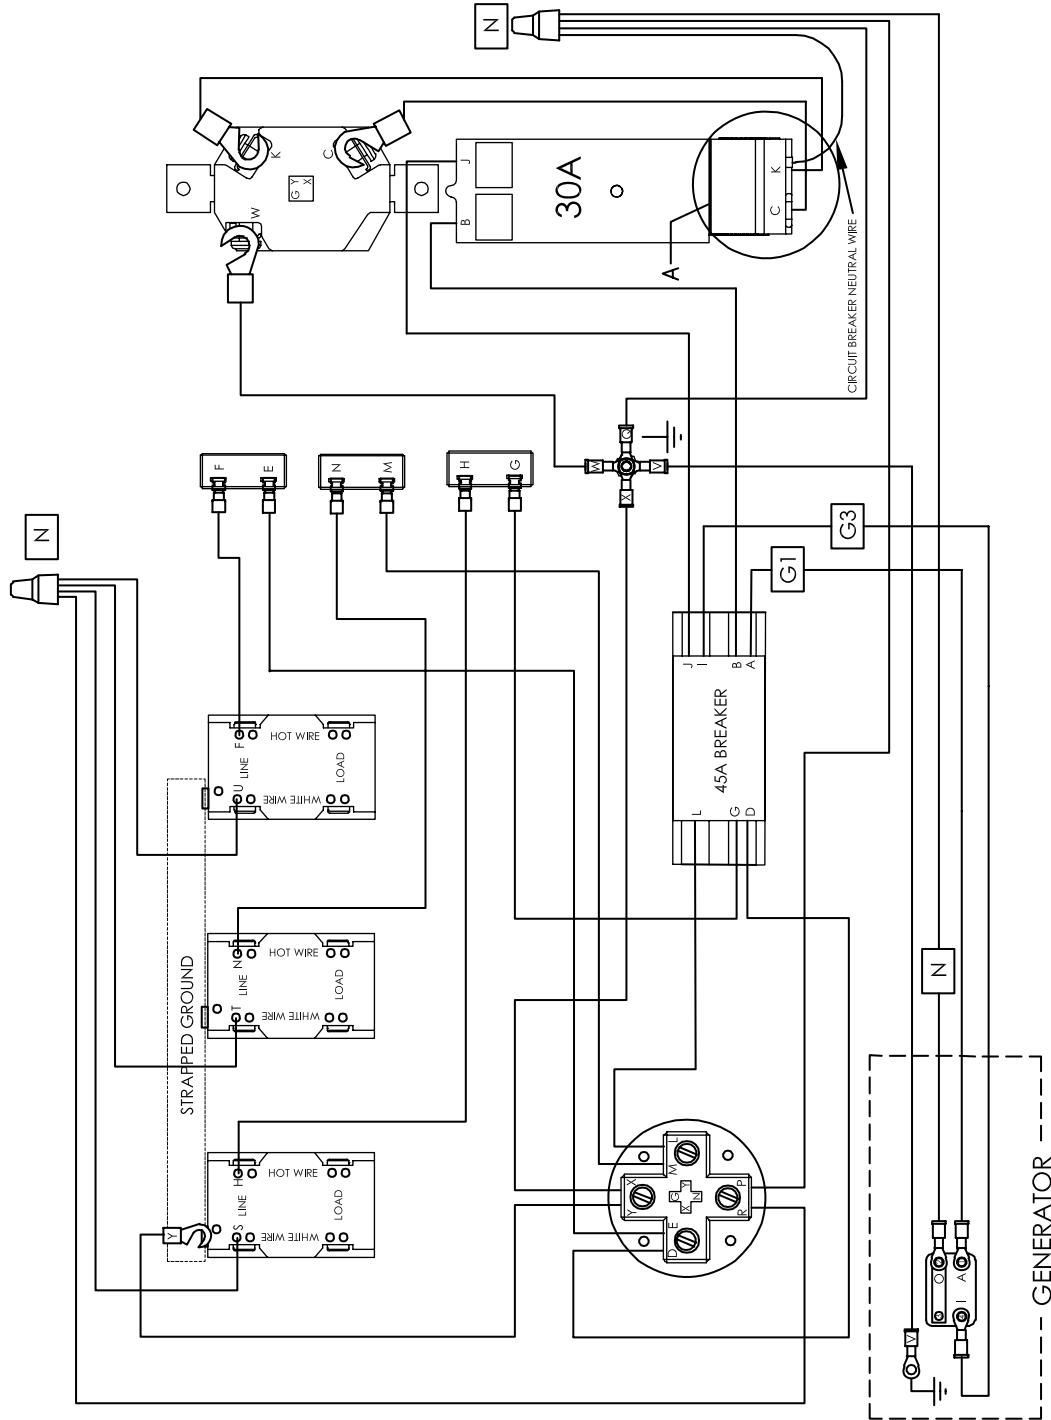 N
K
C
G Y
X
W
J
B
30A
A
C
K
CIRCUIT BREAKER NEUTRAL WIRE
F
E
N
M
H
G
N
W
Q
V
X
G3
G1
J
I
B
A
45A BREAKER
L
G
D
F
U
LINE
HOT WIRE
WHITE WIRE
LOAD
STRAPPED GROUND
N
T
LINE
HOT WIRE
WHITE WIRE
LOAD
Y
H
S
LINE
HOT WIRE
WHITE WIRE
LOAD
L
M
X
Y
G
Y
X
N
P
R
E
D
N
O
A
I
V
GENERATOR